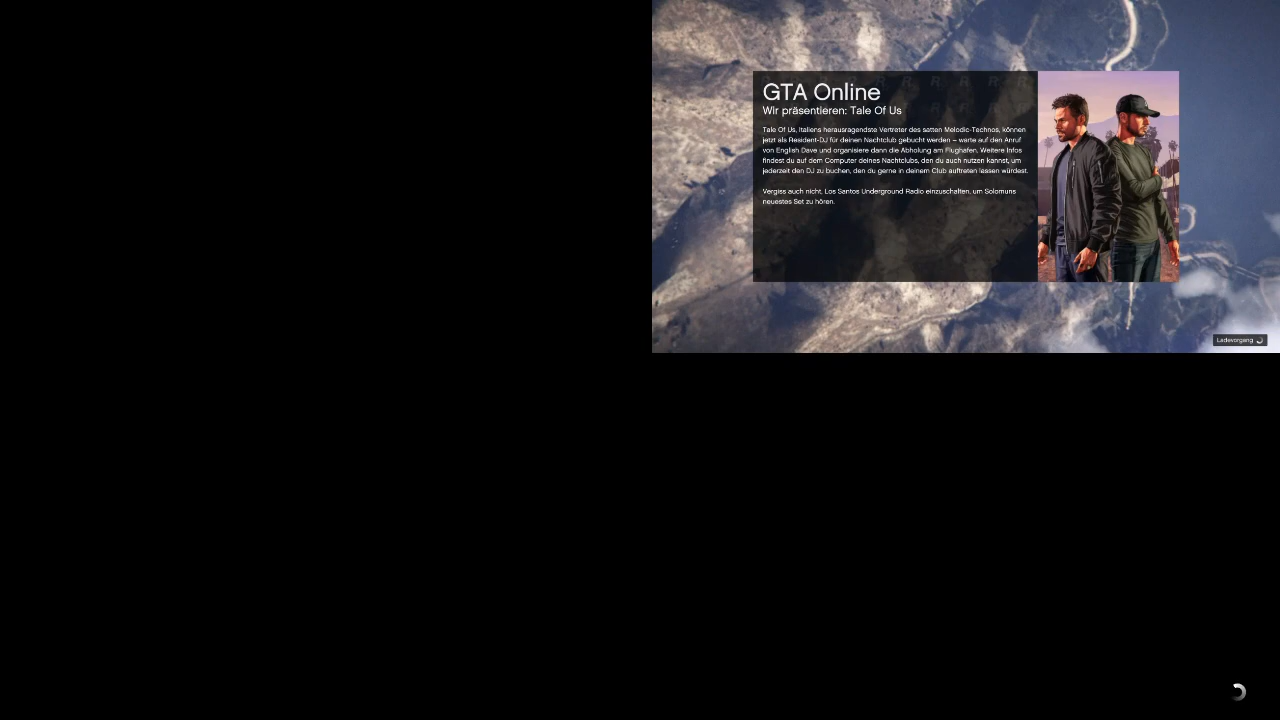 GTA Online
Wir präsentieren: Tale Of Us
Tale Of Us, Italiens herausragendste Vertreter des satten Melodic-Technos, können
jetzt als Resident-DJ für deinen Nachtclub gebucht werden – warte auf den Anruf
von English Dave und organisiere dann die Abholung am Flughafen. Weitere Infos
findest du auf dem Computer deines Nachtclubs, den du auch nutzen kannst, um
jederzeit den DJ zu buchen, den du gerne in deinem Club auftreten lassen würdest.
Vergiss auch nicht, Los Santos Underground Radio einzuschalten, um Solomuns
neuestes Set zu hören.
Ladevorgang